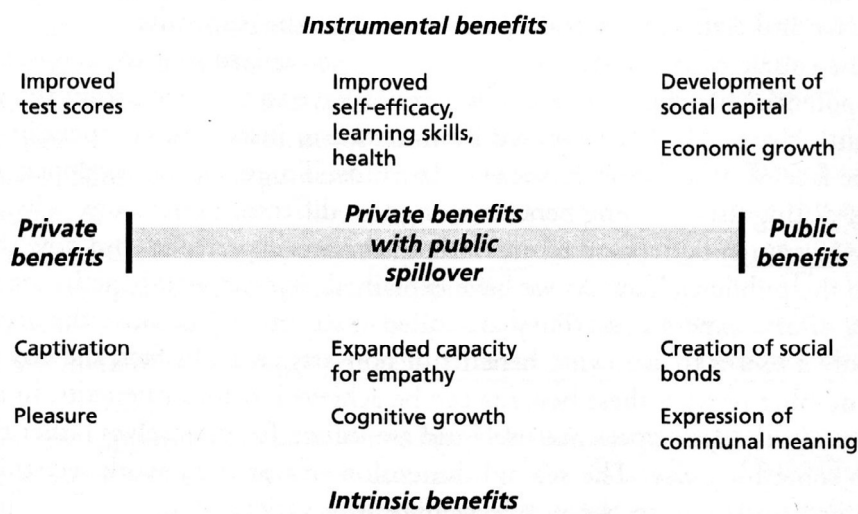 Instrumental benefits
Improved
test scores
Improved
self-efficacy,
learning skills,
health
Development of
social capital
Economic growth
Private
benefits
Private benefits
with public
spillover
Public
benefits
Captivation
Pleasure
Expanded capacity
for empathy
Cognitive growth
Creation of social
bonds
Expression of
communal meaning
Intrinsic benefits